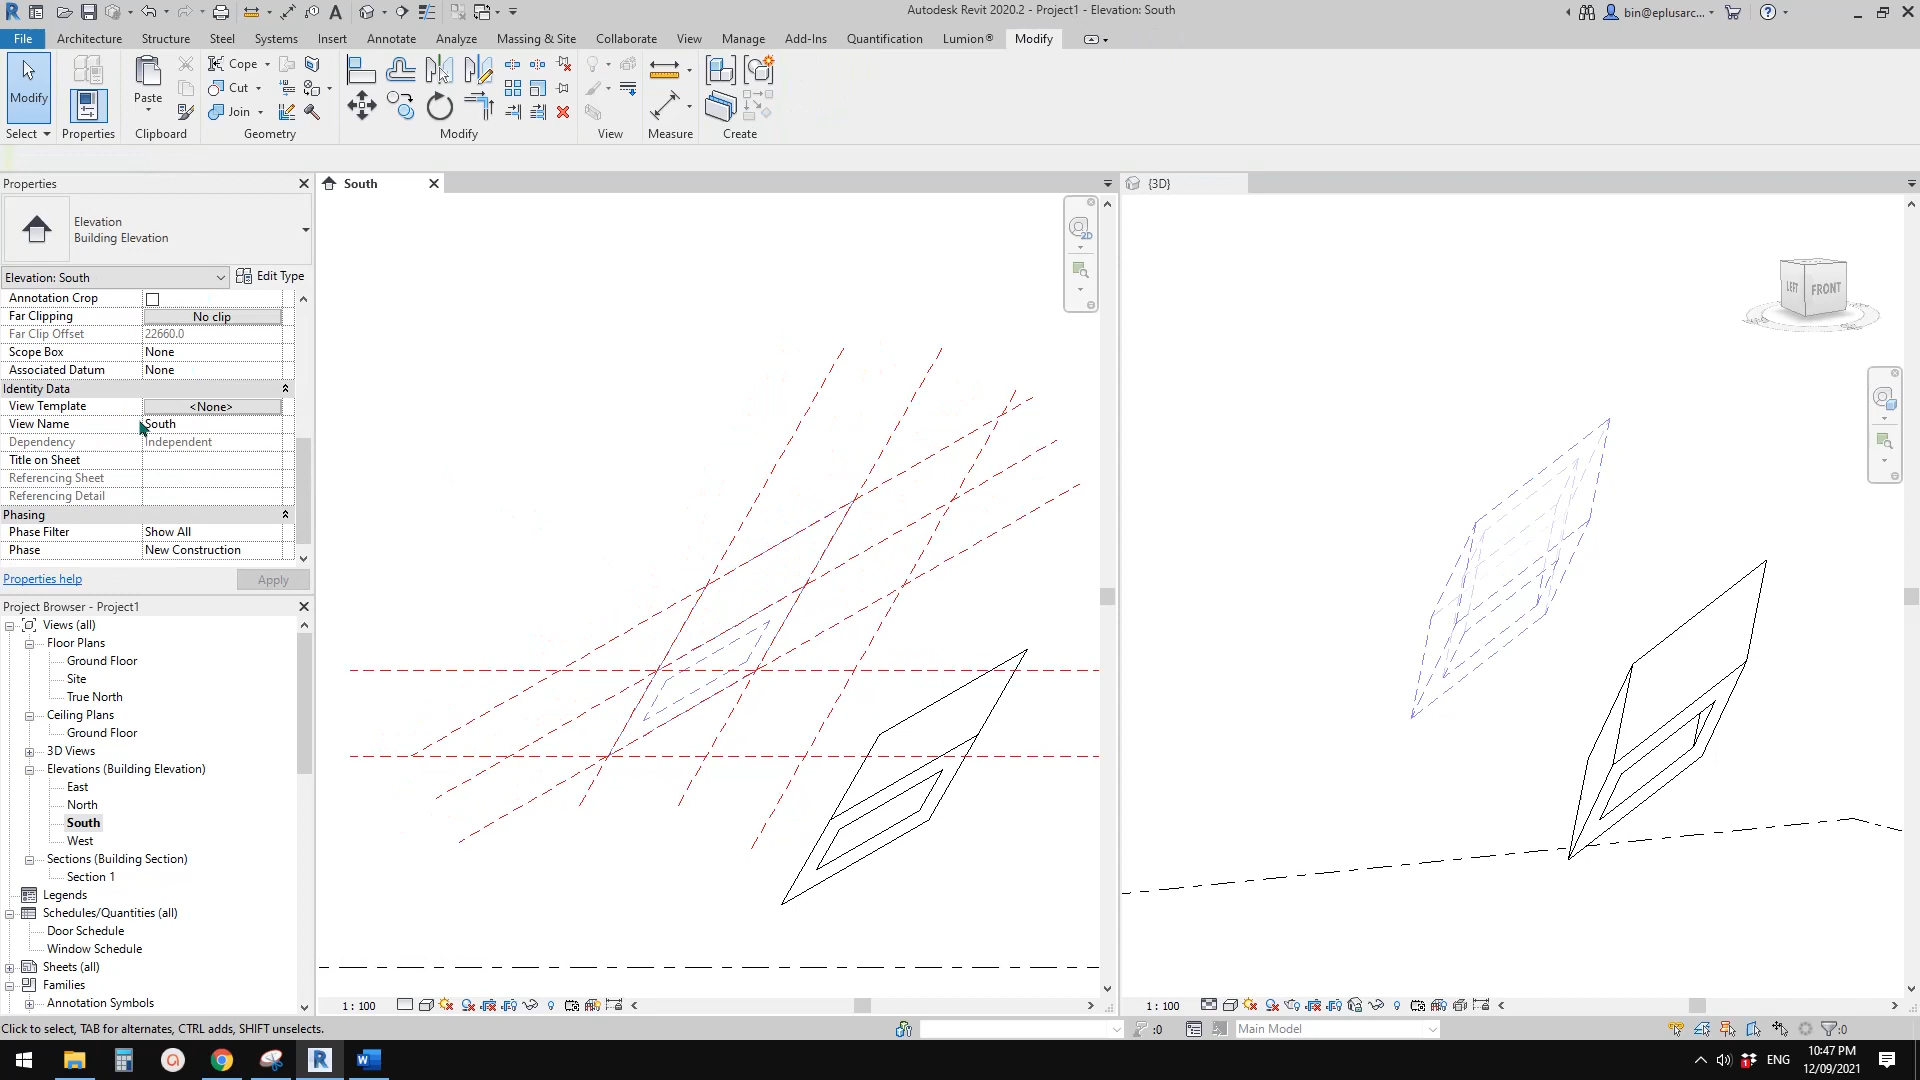 Autodesk Revit 2020.2 - Project1 - Elevation: South
bin@eplusarc...
File Architecture Structure Steel Systems Insert Annotate Analyze Massing & Site Collaborate View Manage Add-Ins Quantification Lumion® Modify
Modify
Paste
Cope
Cut
Join
Select Properties Clipboard Geometry Modify View Measure Create
Properties
South
{3D}
Elevation
Building Elevation
Elevation: South
Edit Type
Annotation Crop
Far Clipping No clip
Far Clip Offset 22660.0
Scope Box None
Associated Datum None
Identity Data
View Template <None>
View Name South
Dependency Independent
Title on Sheet
Referencing Sheet
Referencing Detail
Phasing
Phase Filter Show All
Phase New Construction
Properties help
Apply
2D
LEFT FRONT
Project Browser - Project1
Views (all)
Floor Plans
Ground Floor
Site
True North
Ceiling Plans
Ground Floor
3D Views
Elevations (Building Elevation)
East
North
South
West
Sections (Building Section)
Section 1
Legends
Schedules/Quantities (all)
Door Schedule
Window Schedule
Sheets (all)
Families
Annotation Symbols
1 : 100
1 : 100
Click to select, TAB for alternates, CTRL adds, SHIFT unselects.
:0
Main Model
:0
ENG
10:47 PM
12/09/2021